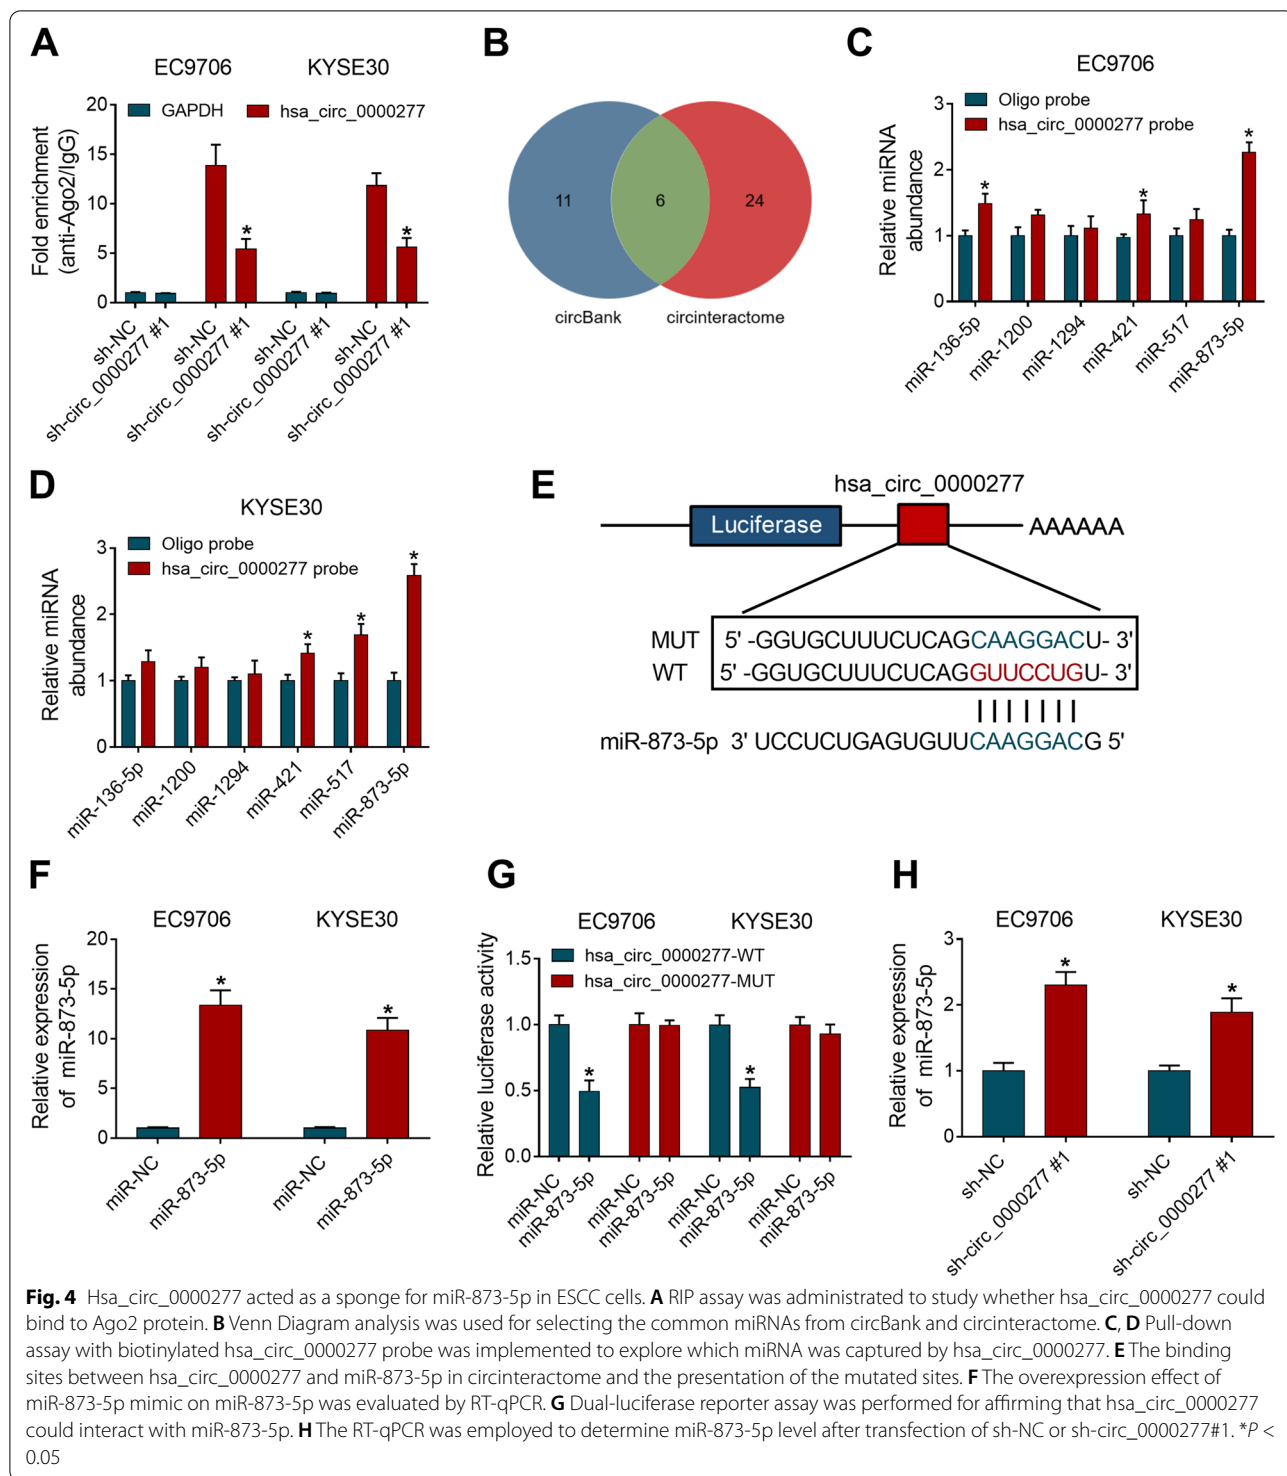 A
EC9706 KYSE30
GAPDH hsa_circ_0000277
Fold enrichment
(anti-Ago2/IgG)
20
15
10
5
0
sh-NC
sh-circ_0000277 #1
sh-NC
sh-circ_0000277 #1
sh-NC
sh-circ_0000277 #1
sh-NC
sh-circ_0000277 #1
* *
B
11 6 24
circBank circinteractome
C
EC9706
Oligo probe
hsa_circ_0000277 probe
Relative miRNA
abundance
3
2
1
0
* * *
miR-136-5p
miR-1200
miR-1294
miR-421
miR-517
miR-873-5p
D
KYSE30
Oligo probe
hsa_circ_0000277 probe
Relative miRNA
abundance
3
2
1
0
* * *
miR-136-5p
miR-1200
miR-1294
miR-421
miR-517
miR-873-5p
E
hsa_circ_0000277
Luciferase AAAAAA
MUT 5' -GGUGCUUUCUCAGCAAGGACU- 3'
WT 5' -GGUGCUUUCUCAGGUUCCUGU- 3'
miR-873-5p 3' UCCUCUGAGUGUUCAAGGACG 5'
F
EC9706 KYSE30
Relative expression
of miR-873-5p
20
15
10
5
0
* *
miR-NC
miR-873-5p
miR-NC
miR-873-5p
G
EC9706 KYSE30
hsa_circ_0000277-WT
hsa_circ_0000277-MUT
Relative luciferase activity
1.5
1.0
0.5
0.0
* *
miR-NC
miR-873-5p
miR-NC
miR-873-5p
miR-NC
miR-873-5p
miR-NC
miR-873-5p
H
EC9706 KYSE30
Relative expression
of miR-873-5p
3
2
1
0
* *
sh-NC
sh-circ_0000277 #1
sh-NC
sh-circ_0000277 #1
Fig. 4 Hsa_circ_0000277 acted as a sponge for miR-873-5p in ESCC cells. A RIP assay was administrated to study whether hsa_circ_0000277 could
bind to Ago2 protein. B Venn Diagram analysis was used for selecting the common miRNAs from circBank and circinteractome. C, D Pull-down
assay with biotinylated hsa_circ_0000277 probe was implemented to explore which miRNA was captured by hsa_circ_0000277. E The binding
sites between hsa_circ_0000277 and miR-873-5p in circinteractome and the presentation of the mutated sites. F The overexpression effect of
miR-873-5p mimic on miR-873-5p was evaluated by RT-qPCR. G Dual-luciferase reporter assay was performed for affirming that hsa_circ_0000277
could interact with miR-873-5p. H The RT-qPCR was employed to determine miR-873-5p level after transfection of sh-NC or sh-circ_0000277#1. *P <
0.05